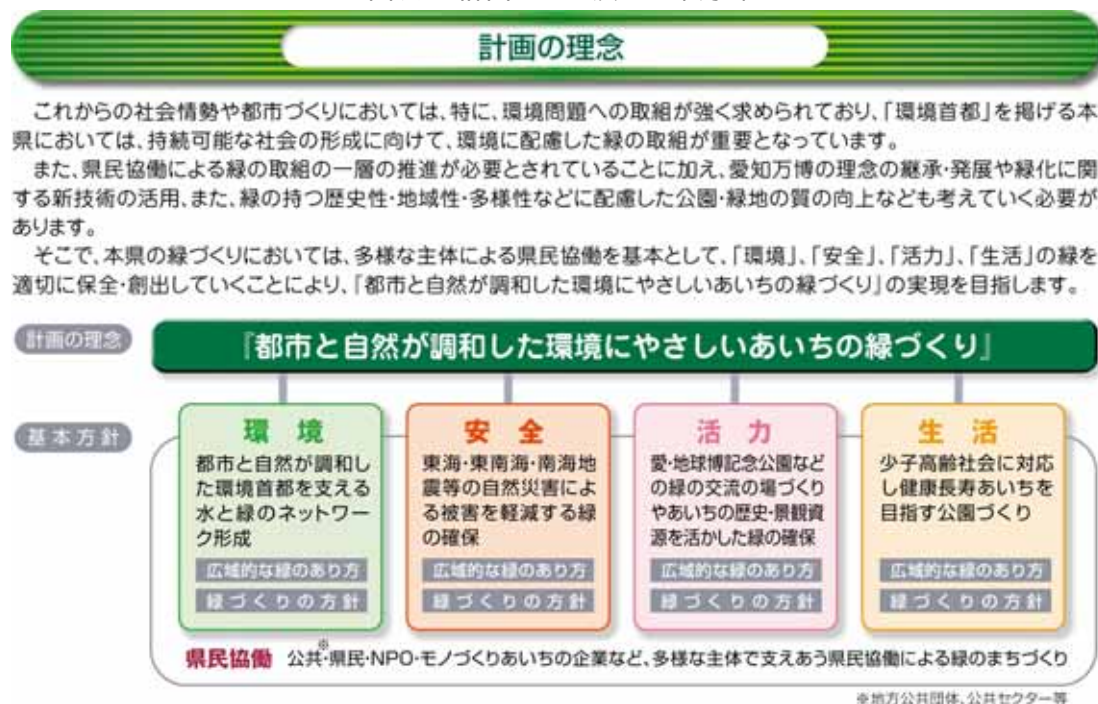 計画の理念
これからの社会情勢や都市づくりにおいては、特に、環境問題への取組が強く求められており、「環境首都」を掲げる本
県においては、持続可能な社会の形成に向けて、環境に配慮した緑の取組が重要となっています。
また、県民協働による緑の取組の一層の推進が必要とされていることに加え、愛知万博の理念の継承・発展や緑化に関
する新技術の活用、また、緑の持つ歴史性・地域性・多様性などに配慮した公園・緑地の質の向上なども考えていく必要が
あります。
そこで、本県の緑づくりにおいては、多様な主体による県民協働を基本として、「環境」、「安全」、「活力」、「生活」の緑を
適切に保全・創出していくことにより、『都市と自然が調和した環境にやさしいあいちの緑づくり』の実現を目指します。
計画の理念
『都市と自然が調和した環境にやさしいあいちの緑づくり』
基本方針
環 境
都市と自然が調和し
た環境首都を支える
水と緑のネットワー
ク形成
広域的な緑のあり方
緑づくりの方針
安 全
東海・東南海・南海地
震等の自然災害によ
る被害を軽減する緑
の確保
広域的な緑のあり方
緑づくりの方針
活 力
愛・地球博記念公園など
の緑の交流の場づくり
やあいちの歴史・景観資
源を活かした緑の確保
広域的な緑のあり方
緑づくりの方針
生 活
少子高齢社会に対応
し健康長寿あいちを
目指す公園づくり
広域的な緑のあり方
緑づくりの方針
県民協働 公共※・県民・NPO・モノづくりあいちの企業など、多様な主体で支えあう県民協働による緑のまちづくり
※地方公共団体、公共セクター等